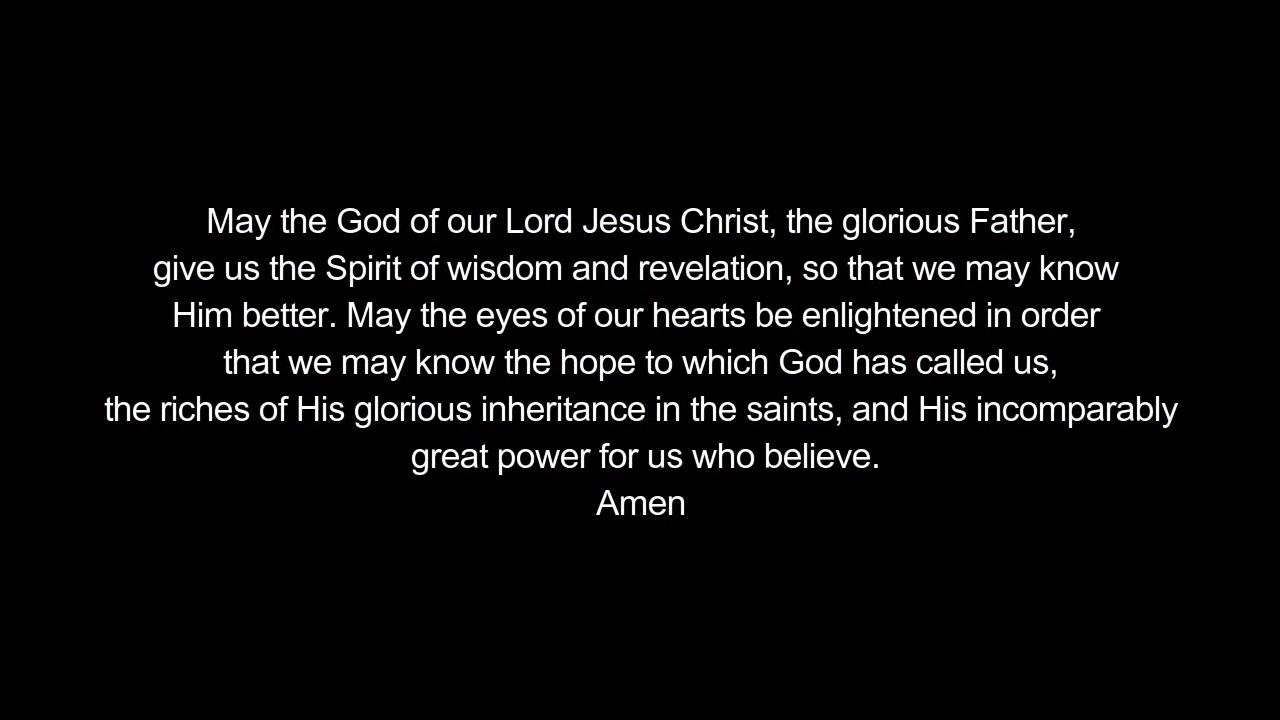 May the God of our Lord Jesus Christ, the glorious Father,
give us the Spirit of wisdom and revelation, so that we may know
Him better. May the eyes of our hearts be enlightened in order
that we may know the hope to which God has called us,
the riches of His glorious inheritance in the saints, and His incomparably
great power for us who believe.
Amen